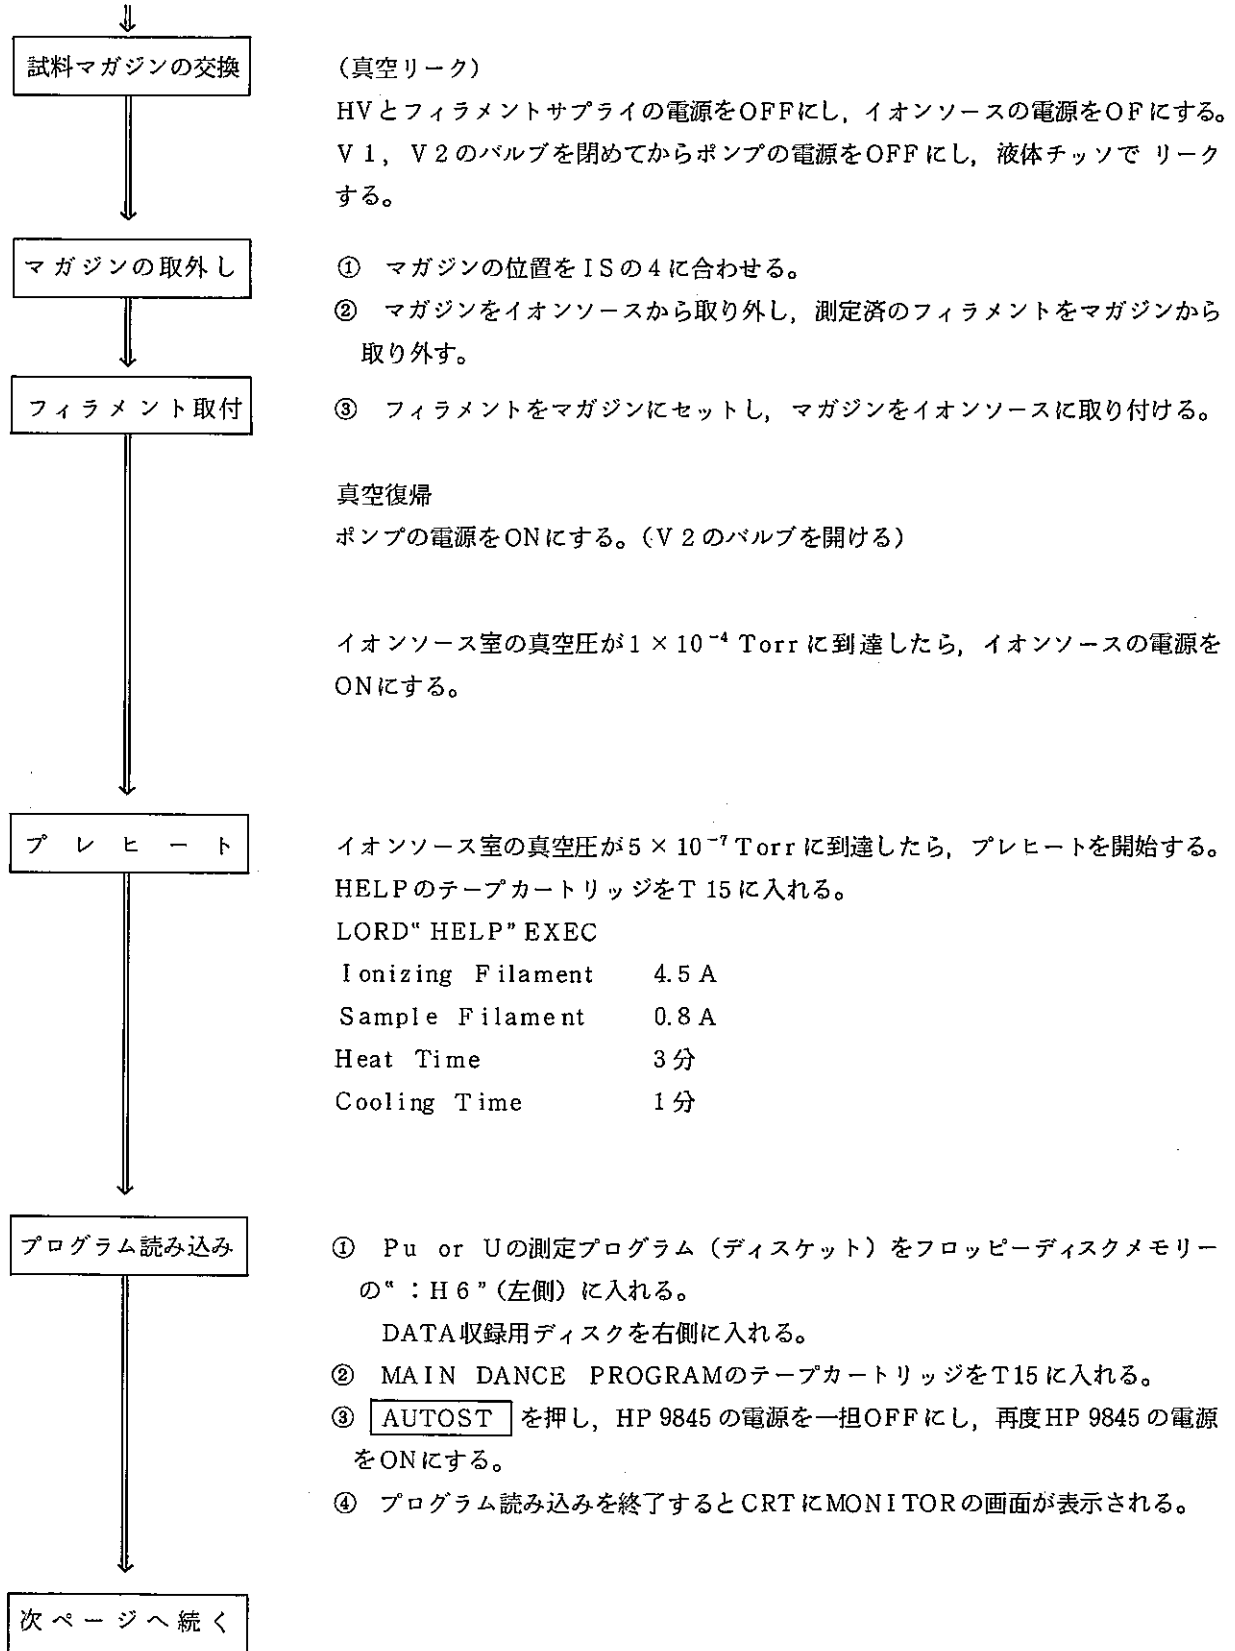 試料マガジンの交換
(真空リーク)
HVとフィラメントサプライの電源をOFFにし,イオンソースの電源をOFにする。
V1,V2のバルブを閉めてからポンプの電源をOFFにし,液体チッソでリーク
する。
マガジンの取外し
① マガジンの位置をISの4に合わせる。
② マガジンをイオンソースから取り外し,測定済のフィラメントをマガジンから
取り外す。
フィラメント取付
③ フィラメントをマガジンにセットし,マガジンをイオンソースに取り付ける。
真空復帰
ポンプの電源をONにする。(V2のバルブを開ける)
イオンソース室の真空圧が1×10⁻⁴ Torrに到達したら,イオンソースの電源を
ONにする。
プレヒート
イオンソース室の真空圧が5×10⁻⁷ Torrに到達したら,プレヒートを開始する。
HELPのテープカートリッジをT15に入れる。
LORD“HELP”EXEC
Ionizing Filament 4.5A
Sample Filament 0.8A
Heat Time 3分
Cooling Time 1分
プログラム読み込み
① Pu or Uの測定プログラム(ディスケット)をフロッピーディスクメモリー
の“:H6”(左側)に入れる。
DATA収録用ディスクを右側に入れる。
② MAIN DANCE PROGRAMのテープカートリッジをT15に入れる。
③ AUTOST を押し,HP 9845の電源を一担OFFにし,再度HP 9845の電源
をONにする。
④ プログラム読み込みを終了するとCRTにMONITORの画面が表示される。
次ページへ続く